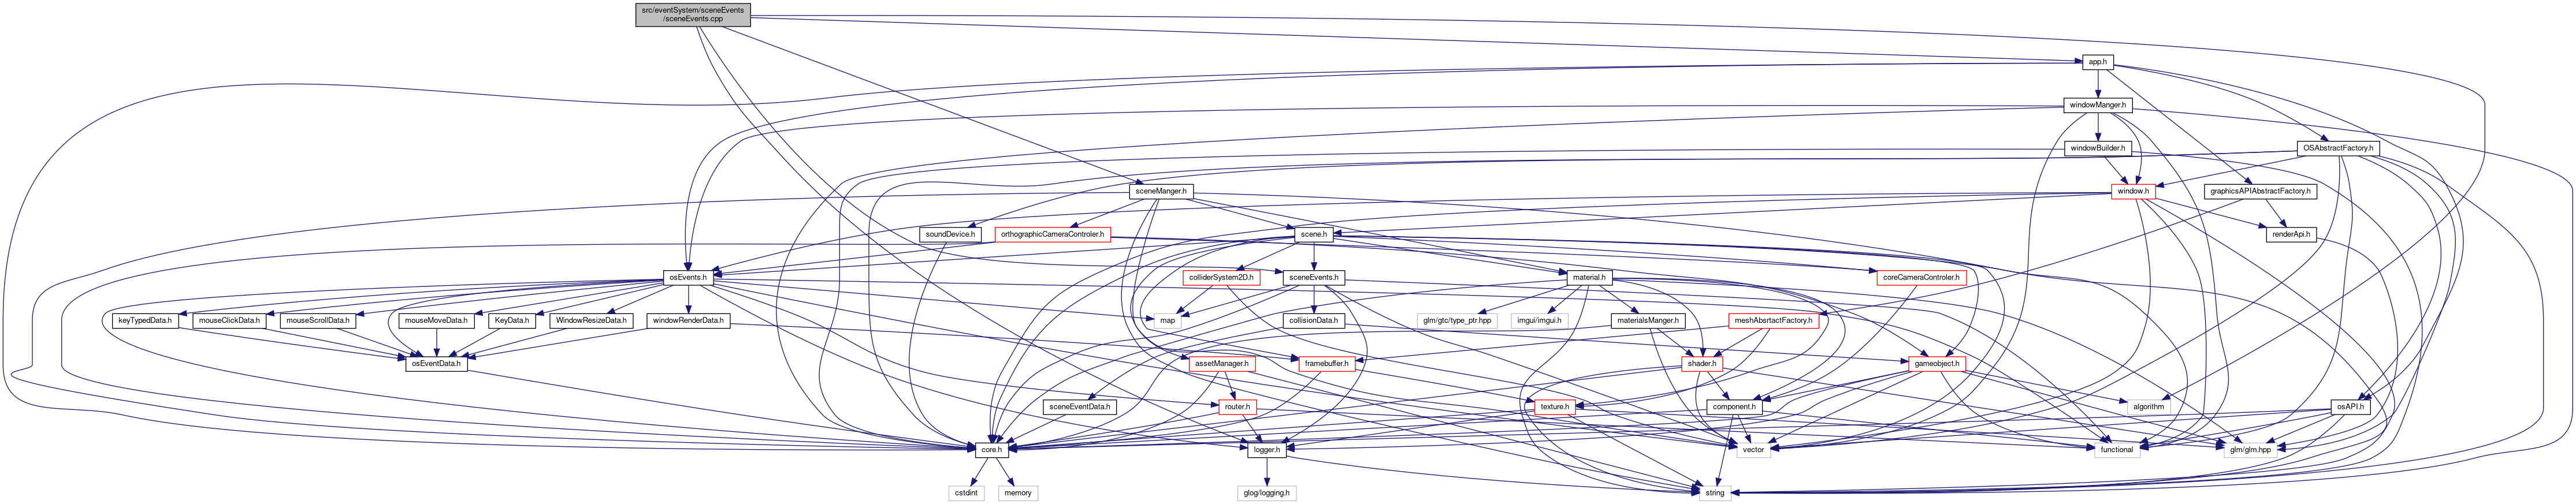 src/eventSystem/sceneEvents
/sceneEvents.cpp
app.h
windowManger.h
windowBuilder.h
OSAbstractFactory.h
sceneManger.h
window.h
graphicsAPIAbstractFactory.h
soundDevice.h
orthographicCameraControler.h
scene.h
renderApi.h
osEvents.h
colliderSystem2D.h
sceneEvents.h
material.h
coreCameraControler.h
keyTypedData.h
mouseClickData.h
mouseScrollData.h
mouseMoveData.h
KeyData.h
WindowResizeData.h
windowRenderData.h
map
collisionData.h
glm/gtc/type_ptr.hpp
imgui/imgui.h
materialsManger.h
meshAbsrtactFactory.h
osEventData.h
assetManager.h
framebuffer.h
shader.h
gameobject.h
sceneEventData.h
router.h
texture.h
component.h
algorithm
osAPI.h
core.h
logger.h
vector
functional
glm/glm.hpp
cstdint
memory
glog/logging.h
string